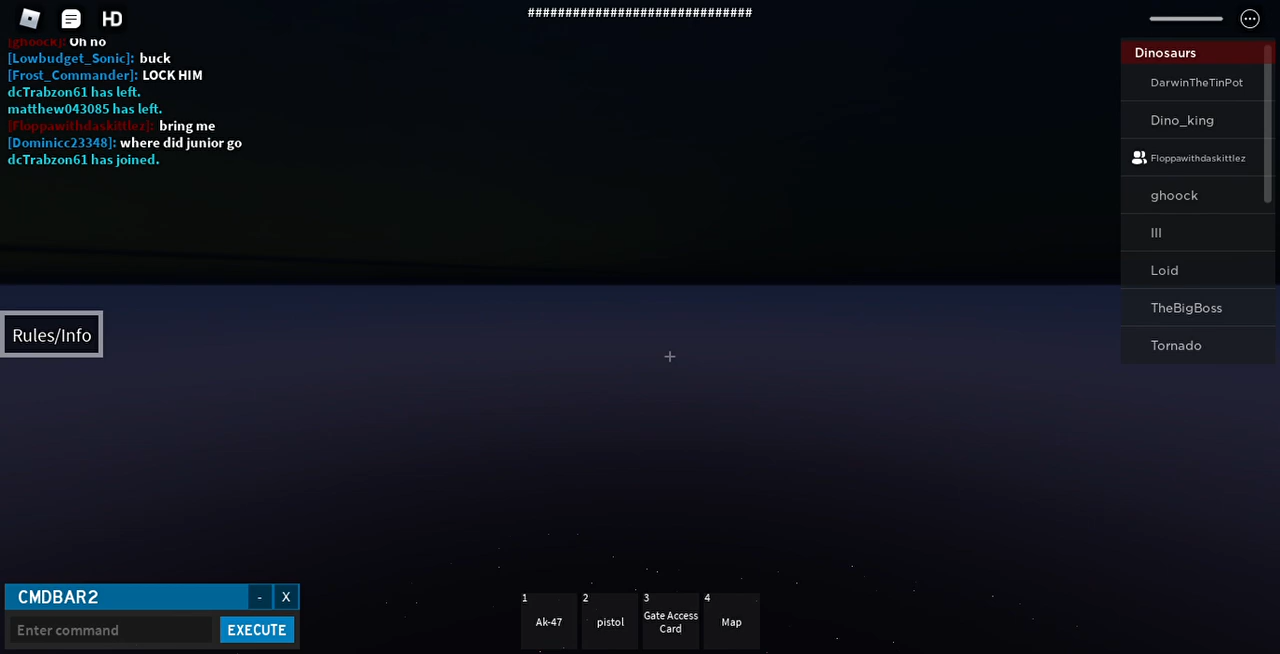 HD
##############################
[ghoock]: Oh no
[Lowbudget_Sonic]: buck
[Frost_Commander]: LOCK HIM
dcTrabzon61 has left.
matthew043085 has left.
[Floppawithdaskittlez]: bring me
[Dominicc23348]: where did junior go
dcTrabzon61 has joined.
Dinosaurs
DarwinTheTinPot
Dino_king
Floppawithdaskittlez
ghoock
Loid
TheBigBoss
Tornado
Rules/Info
CMDBAR2
- X
Enter command
EXECUTE
1
Ak-47
2
pistol
3
Gate Access
Card
4
Map